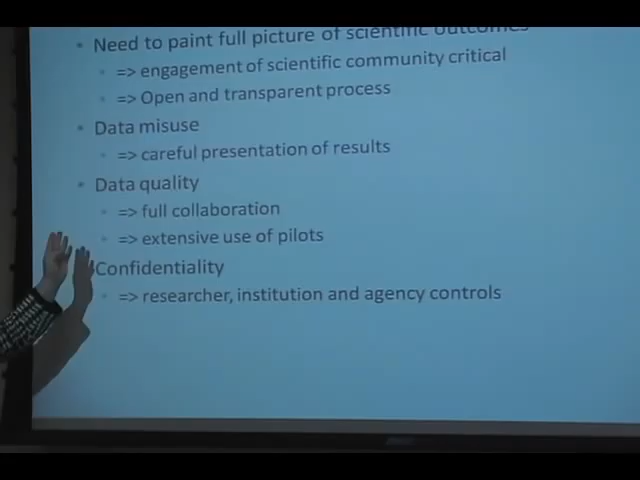 • Need to paint full picture of scientific outcomes
• => engagement of scientific community critical
• => Open and transparent process
• Data misuse
• => careful presentation of results
• Data quality
• => full collaboration
• => extensive use of pilots
Confidentiality
• => researcher, institution and agency controls